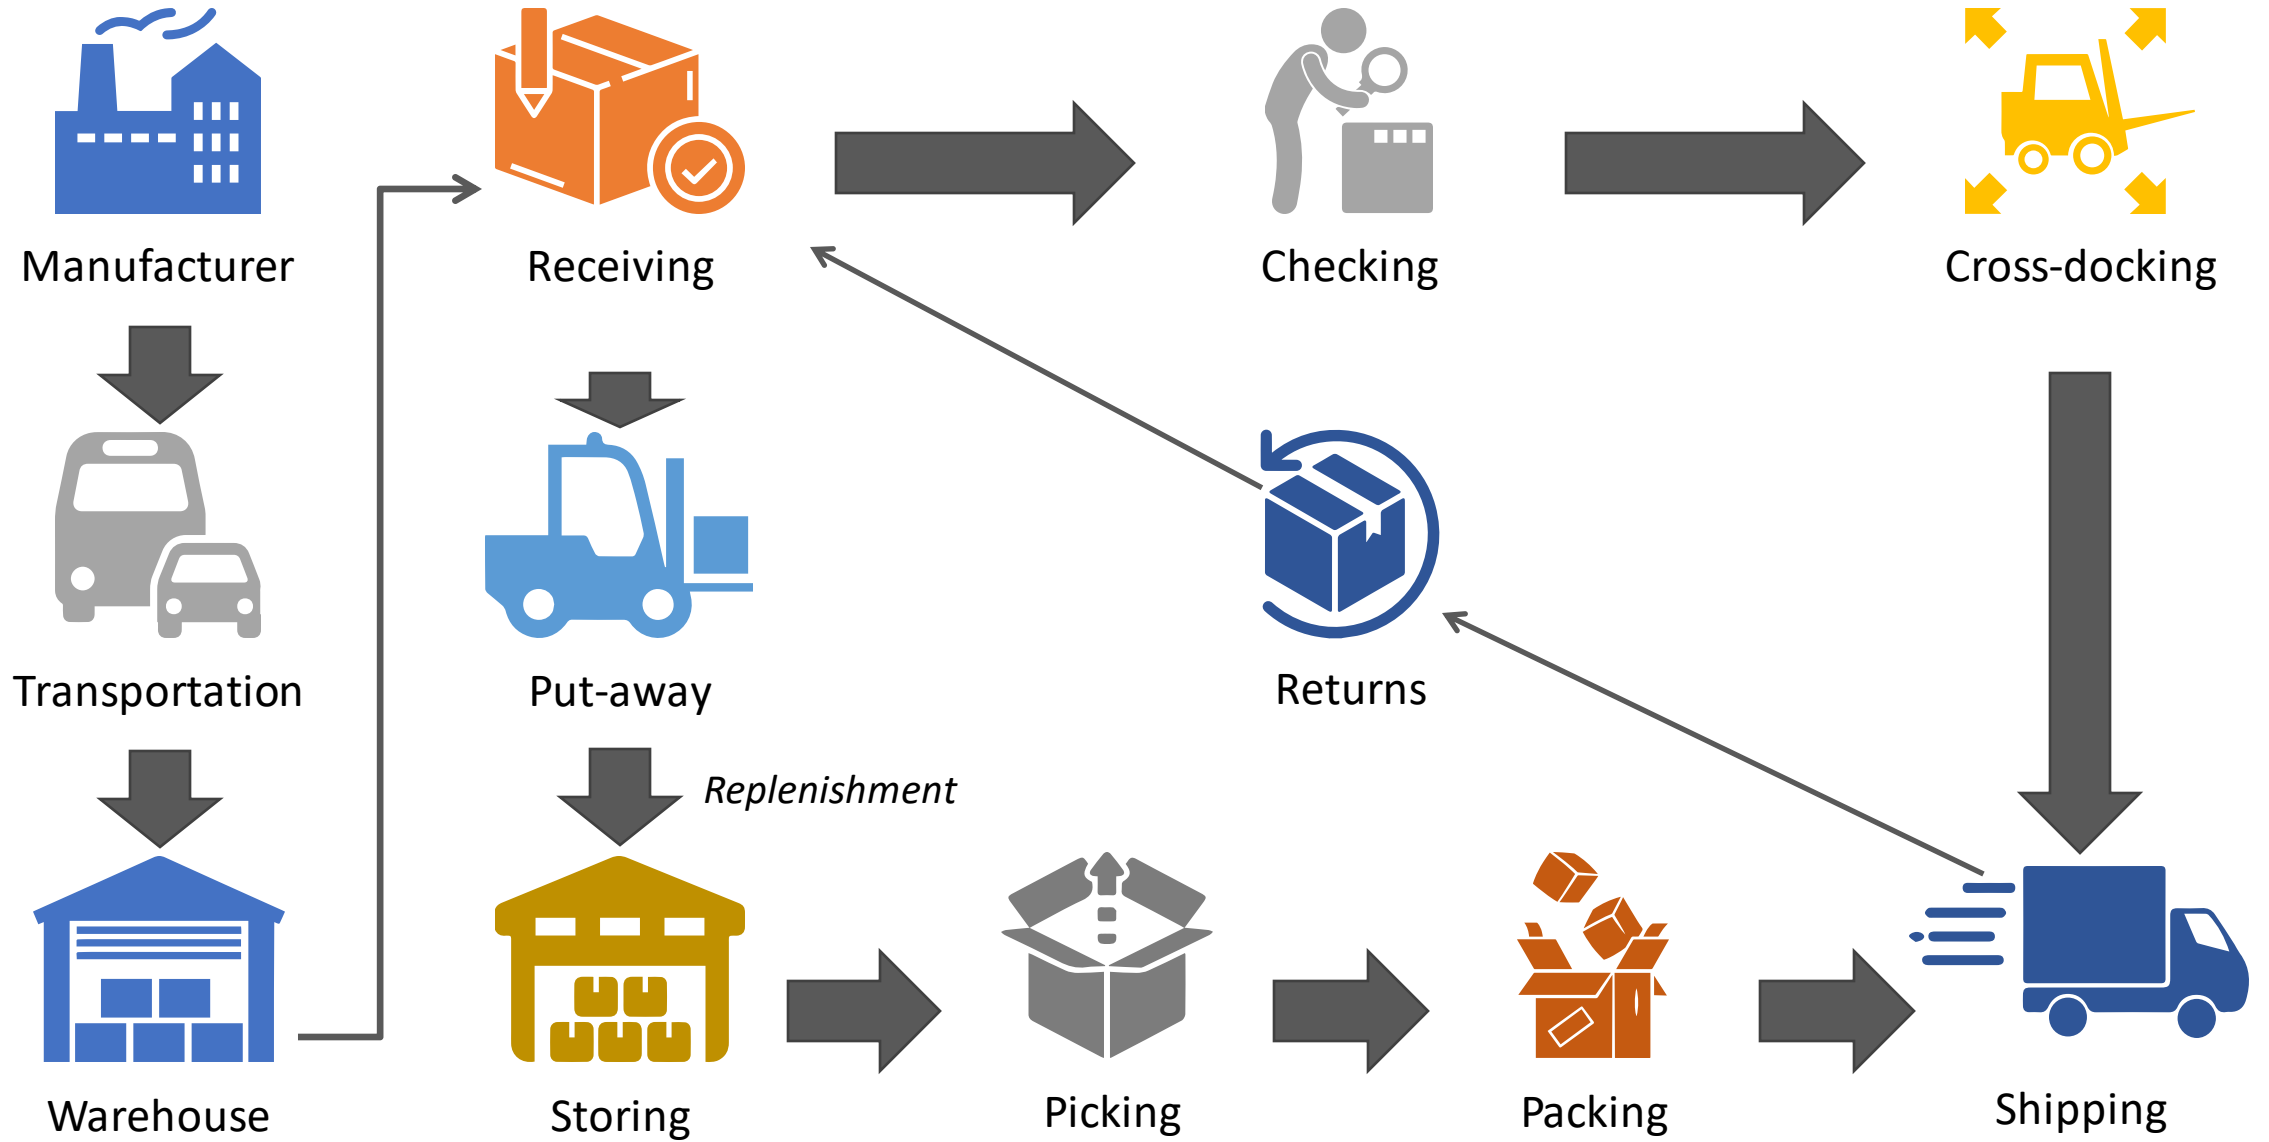 Manufacturer
Receiving
Checking
Cross-docking
Transportation
Put-away
Returns
Replenishment
Warehouse
Storing
Picking
Packing
Shipping